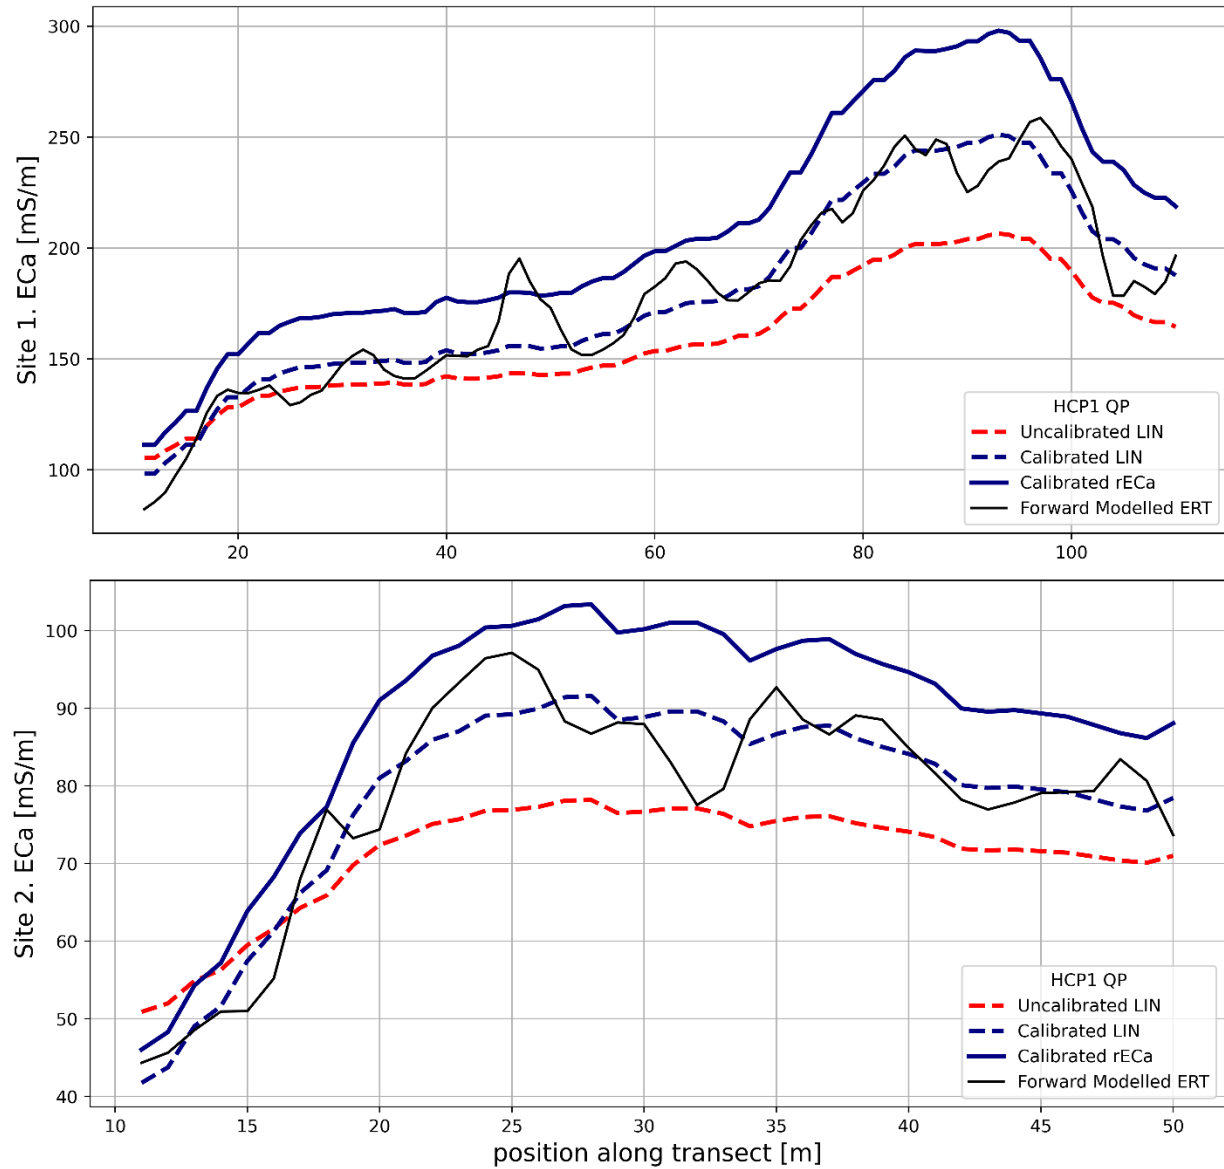 Site 1. ECa [mS/m]
300
250
200
150
100
20 40 60 80 100
HCP1 QP
Uncalibrated LIN
Calibrated LIN
Calibrated rECa
Forward Modelled ERT
Site 2. ECa [mS/m]
100
90
80
70
60
50
40
10 15 20 25 30 35 40 45 50
HCP1 QP
Uncalibrated LIN
Calibrated LIN
Calibrated rECa
Forward Modelled ERT
position along transect [m]